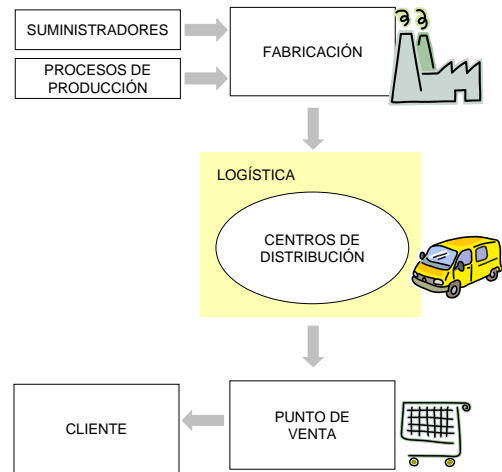 SUMINISTRADORES
PROCESOS DE
PRODUCCIÓN
FABRICACIÓN
LOGÍSTICA
CENTROS DE
DISTRIBUCIÓN
CLIENTE
PUNTO DE
VENTA